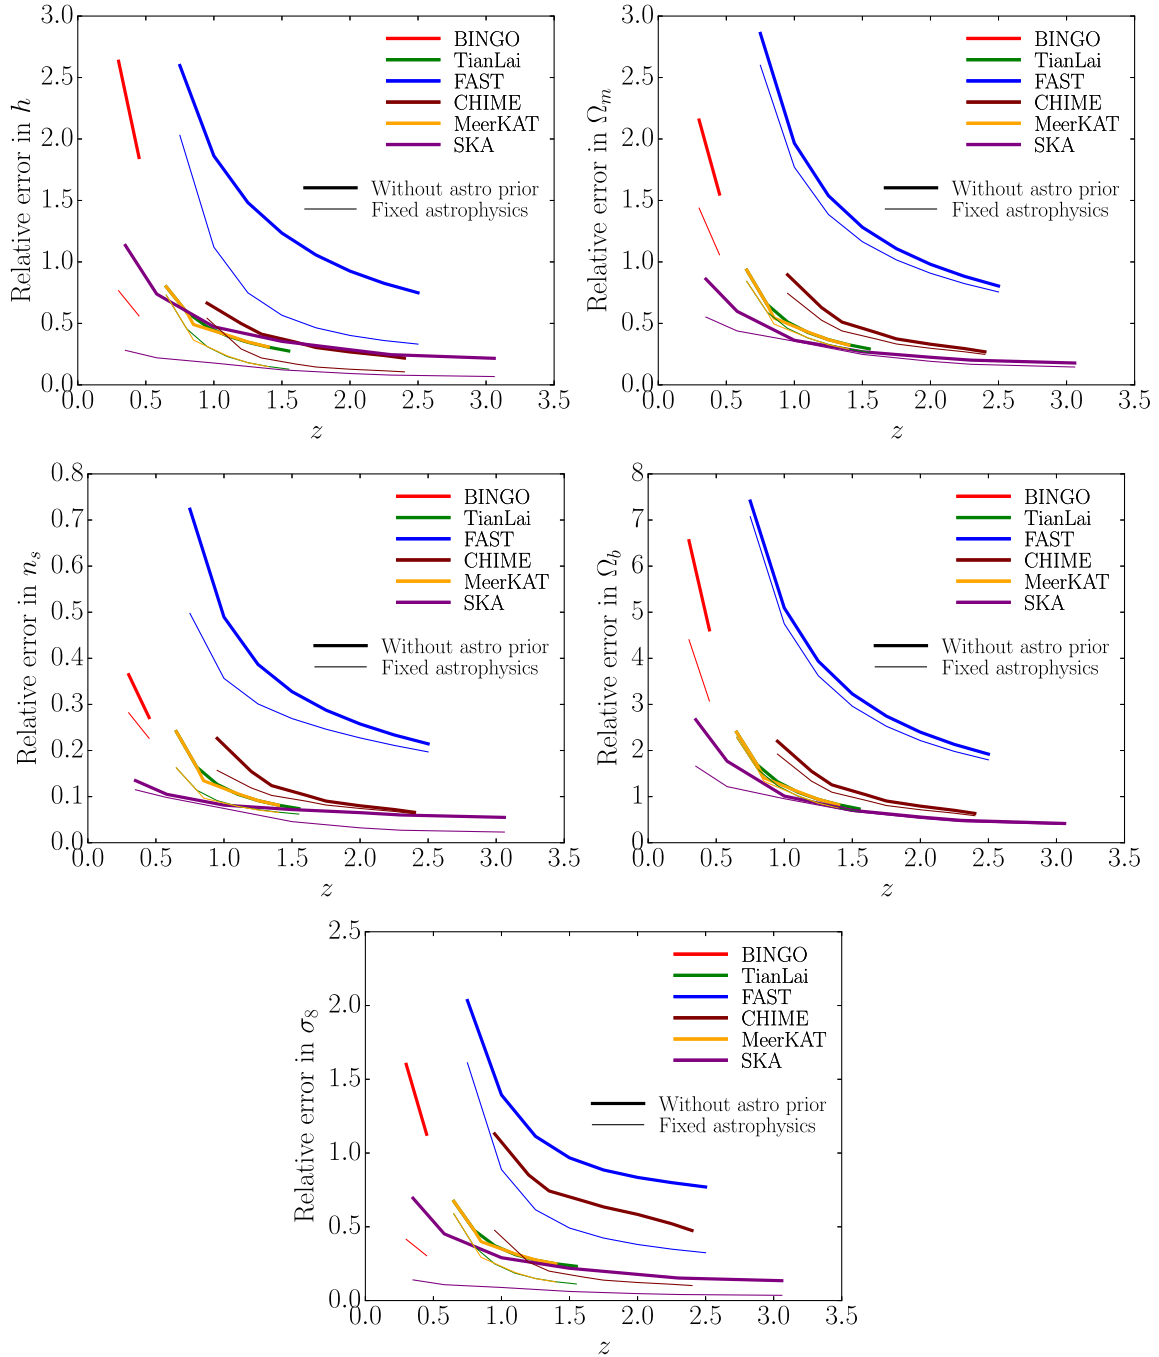 3.0
2.5
2.0
1.5
1.0
0.5
0.0
0.0 0.5 1.0 1.5 2.0 2.5 3.0 3.5
z
Relative error in h
BINGO
TianLai
FAST
CHIME
MeerKAT
SKA
Without astro prior
Fixed astrophysics
3.0
2.5
2.0
1.5
1.0
0.5
0.0
0.0 0.5 1.0 1.5 2.0 2.5 3.0 3.5
z
Relative error in Ωm
BINGO
TianLai
FAST
CHIME
MeerKAT
SKA
Without astro prior
Fixed astrophysics
0.8
0.7
0.6
0.5
0.4
0.3
0.2
0.1
0.0
0.0 0.5 1.0 1.5 2.0 2.5 3.0 3.5
z
Relative error in ns
BINGO
TianLai
FAST
CHIME
MeerKAT
SKA
Without astro prior
Fixed astrophysics
8
7
6
5
4
3
2
1
0
0.0 0.5 1.0 1.5 2.0 2.5 3.0 3.5
z
Relative error in Ωb
BINGO
TianLai
FAST
CHIME
MeerKAT
SKA
Without astro prior
Fixed astrophysics
2.5
2.0
1.5
1.0
0.5
0.0
0.0 0.5 1.0 1.5 2.0 2.5 3.0 3.5
z
Relative error in σ8
BINGO
TianLai
FAST
CHIME
MeerKAT
SKA
Without astro prior
Fixed astrophysics